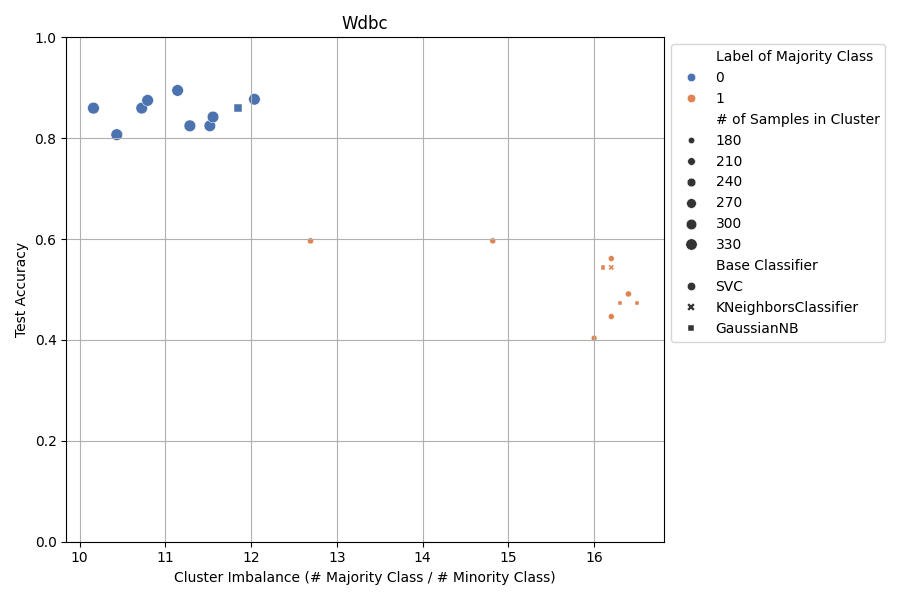 Wdbc
Test Accuracy
1.0
0.8
0.6
0.4
0.2
0.0
10 11 12 13 14 15 16
Cluster Imbalance (# Majority Class / # Minority Class)
Label of Majority Class
0
1
# of Samples in Cluster
180
210
240
270
300
330
Base Classifier
SVC
KNeighborsClassifier
GaussianNB